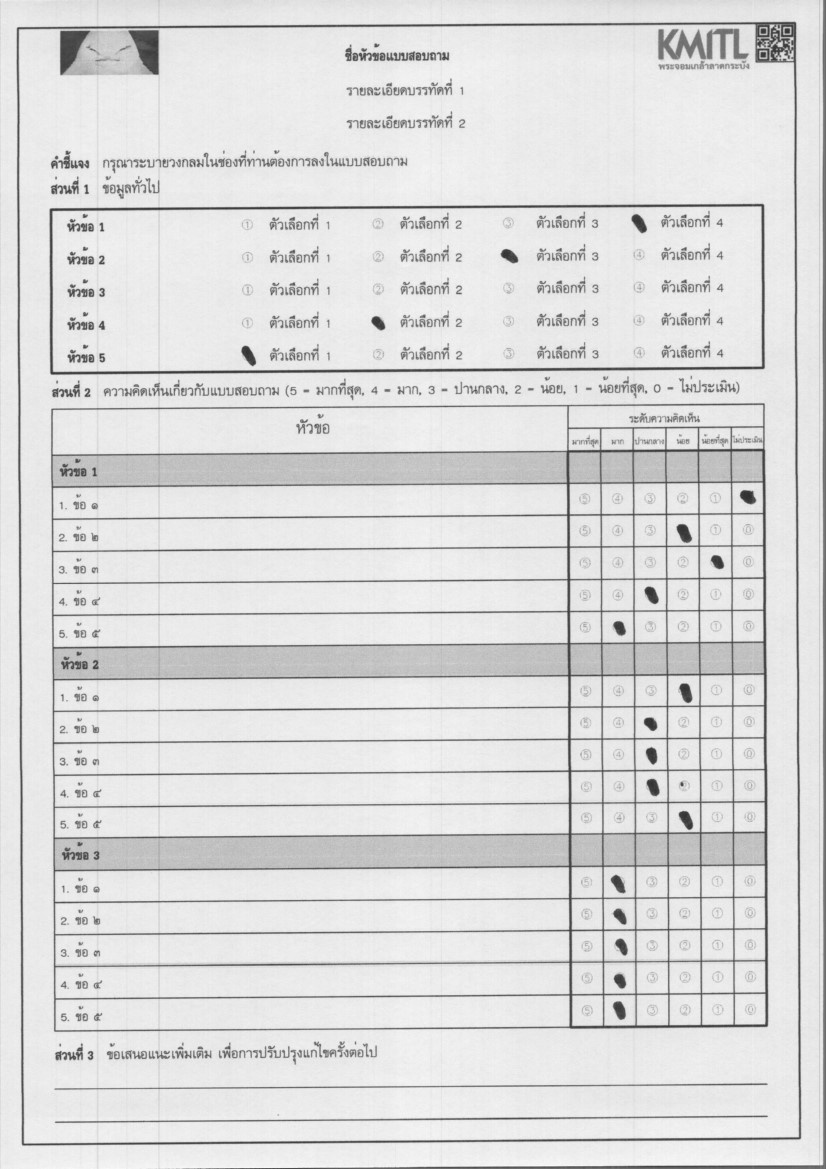 KMITL
พระจอมเกล้าลาดกระบัง
ชื่อหัวข้อแบบสอบถาม
รายละเอียดบรรทัดที่ 1
รายละเอียดบรรทัดที่ 2
คำชี้แจง กรุณาระบายวงกลมในช่องที่ท่านต้องการลงในแบบสอบถาม
ส่วนที่ 1 ข้อมูลทั่วไป
หัวข้อ 1 ① ตัวเลือกที่ 1 ② ตัวเลือกที่ 2 ③ ตัวเลือกที่ 3 ตัวเลือกที่ 4
หัวข้อ 2 ① ตัวเลือกที่ 1 ② ตัวเลือกที่ 2 ตัวเลือกที่ 3 ④ ตัวเลือกที่ 4
หัวข้อ 3 ① ตัวเลือกที่ 1 ② ตัวเลือกที่ 2 ③ ตัวเลือกที่ 3 ④ ตัวเลือกที่ 4
หัวข้อ 4 ① ตัวเลือกที่ 1 ตัวเลือกที่ 2 ③ ตัวเลือกที่ 3 ④ ตัวเลือกที่ 4
หัวข้อ 5 ตัวเลือกที่ 1 ② ตัวเลือกที่ 2 ③ ตัวเลือกที่ 3 ④ ตัวเลือกที่ 4
ส่วนที่ 2 ความคิดเห็นเกี่ยวกับแบบสอบถาม (5 = มากที่สุด, 4 = มาก, 3 = ปานกลาง, 2 = น้อย, 1 = น้อยที่สุด, 0 = ไม่ประเมิน)
หัวข้อ ระดับความคิดเห็น
มากที่สุด มาก ปานกลาง น้อย น้อยที่สุด ไม่ประเมิน
หัวข้อ 1
1. ข้อ ๑ ⑤ ④ ③ ② ①
2. ข้อ ๒ ⑤ ④ ③ ① ⓪
3. ข้อ ๓ ⑤ ④ ③ ② ⓪
4. ข้อ ๔ ⑤ ④ ② ① ⓪
5. ข้อ ๕ ⑤ ③ ② ① ⓪
หัวข้อ 2
1. ข้อ ๑ ⑤ ④ ③ ① ⓪
2. ข้อ ๒ ⑤ ④ ② ① ⓪
3. ข้อ ๓ ⑤ ④ ② ① ⓪
4. ข้อ ๔ ⑤ ④ ② ① ⓪
5. ข้อ ๕ ⑤ ④ ③ ① ⓪
หัวข้อ 3
1. ข้อ ๑ ⑤ ③ ② ① ⓪
2. ข้อ ๒ ⑤ ③ ② ① ⓪
3. ข้อ ๓ ⑤ ③ ② ① ⓪
4. ข้อ ๔ ⑤ ③ ② ① ⓪
5. ข้อ ๕ ⑤ ③ ② ① ⓪
ส่วนที่ 3 ข้อเสนอแนะเพิ่มเติม เพื่อการปรับปรุงแก้ไขครั้งต่อไป